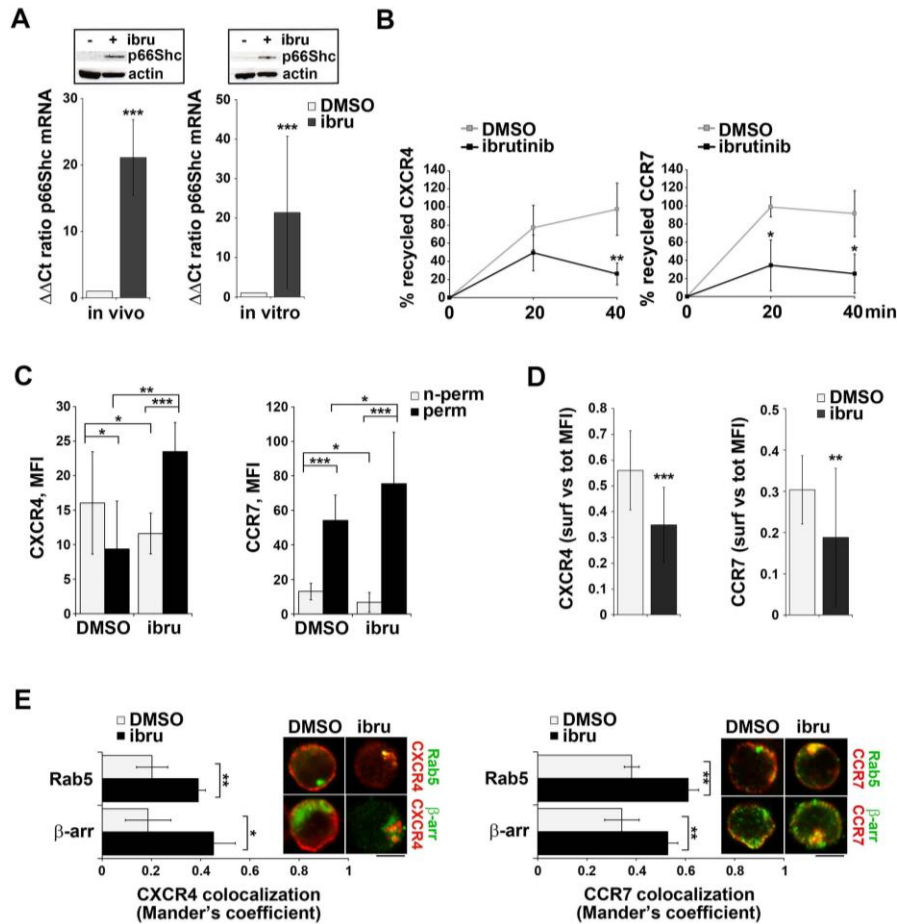 A
- + ibru
p66Shc
actin
ΔΔCt ratio p66Shc mRNA
30
20
10
0
***
in vivo
- + ibru
p66Shc
actin
DMSO
ibru
ΔΔCt ratio p66Shc mRNA
50
40
30
20
10
0
***
in vitro
B
DMSO
ibrutinib
% recycled CXCR4
140
120
100
80
60
40
20
0
**
0 20 40
DMSO
ibrutinib
% recycled CCR7
140
120
100
80
60
40
20
0
*
*
0 20 40 min
C
CXCR4, MFI
30
25
20
15
10
5
0
**
* ***
*
DMSO ibru
n-perm
perm
CCR7, MFI
120
100
80
60
40
20
0
*
* ***
***
DMSO ibru
D
CXCR4 (surf vs tot MFI)
0.8
0.7
0.6
0.5
0.4
0.3
0.2
0.1
0
***
DMSO
ibru
CCR7 (surf vs tot MFI)
0.5
0.4
0.3
0.2
0.1
0
**
E
DMSO
ibru
Rab5
**
β-arr
*
0 0.2 0.4 0.6 0.8 1
CXCR4 colocalization
(Mander's coefficient)
DMSO ibru
Rab5
CXCR4
β-arr
CXCR4
DMSO
ibru
Rab5
**
β-arr
**
0 0.2 0.4 0.6 0.8 1
CCR7 colocalization
(Mander's coefficient)
DMSO ibru
Rab5
CCR7
β-arr
CCR7